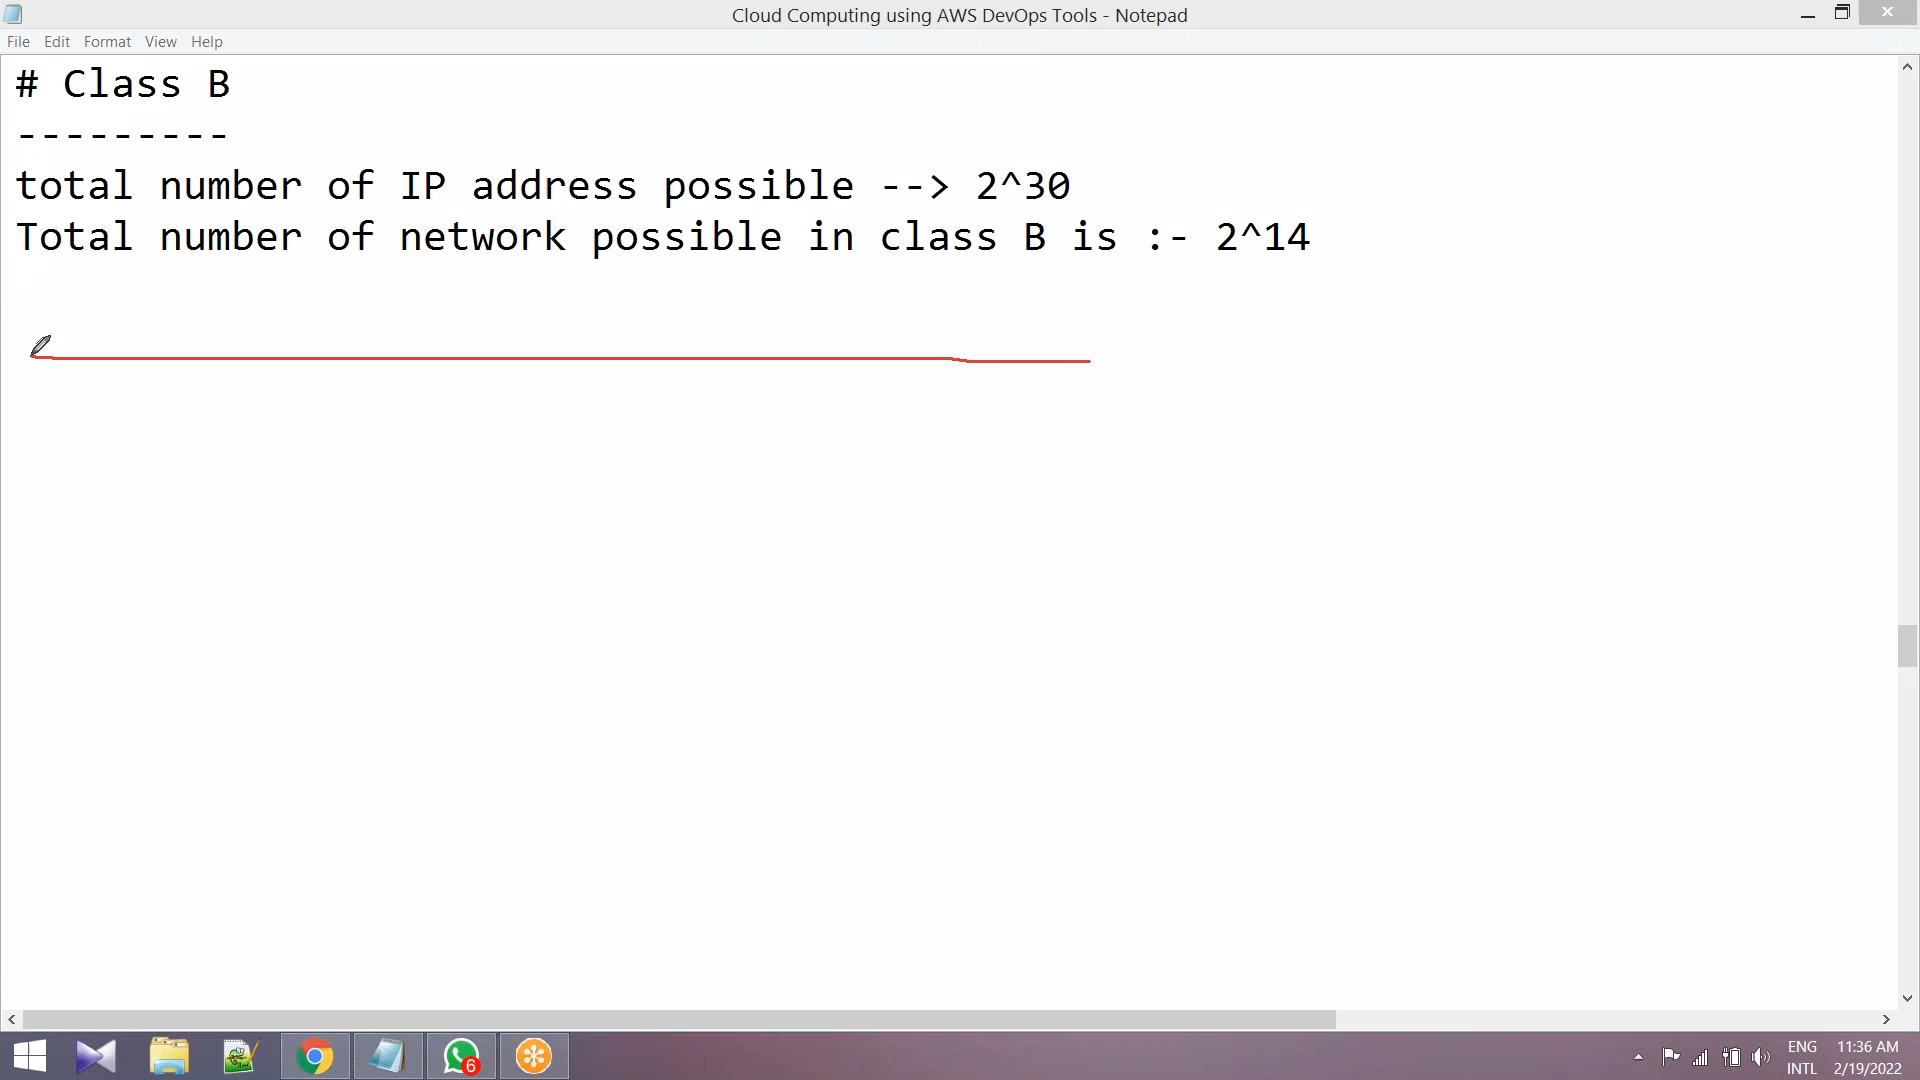 Cloud Computing using AWS DevOps Tools - Notepad
File Edit Format View Help
# Class B
---------
total number of IP address possible --> 2^30
Total number of network possible in class B is :- 2^14
6
ENG 11:36 AM
INTL 2/19/2022